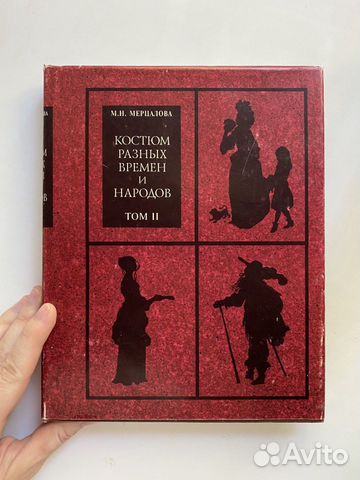 М.Н. МЕРЦАЛОВА
КОСТЮМ
РАЗНЫХ
ВРЕМЕН И
НАРОДОВ
ТОМ II
Avito